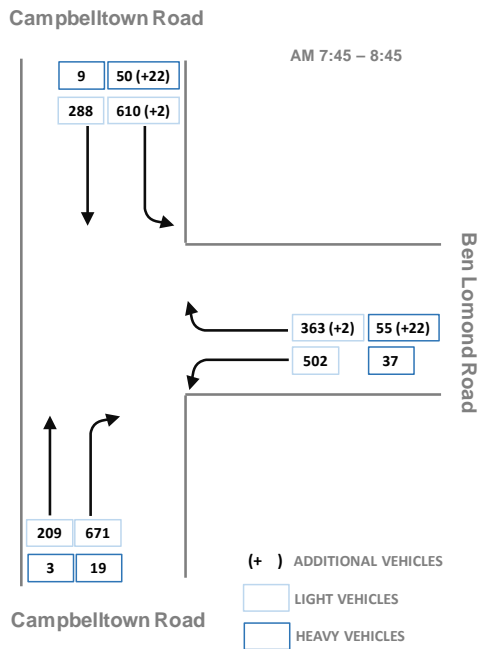 Campbelltown Road
AM 7:45 – 8:45
9 50 (+22)
288 610 (+2)
Ben Lomond Road
363 (+2) 55 (+22)
502 37
209 671
3 19
(+ ) ADDITIONAL VEHICLES
LIGHT VEHICLES
HEAVY VEHICLES
Campbelltown Road